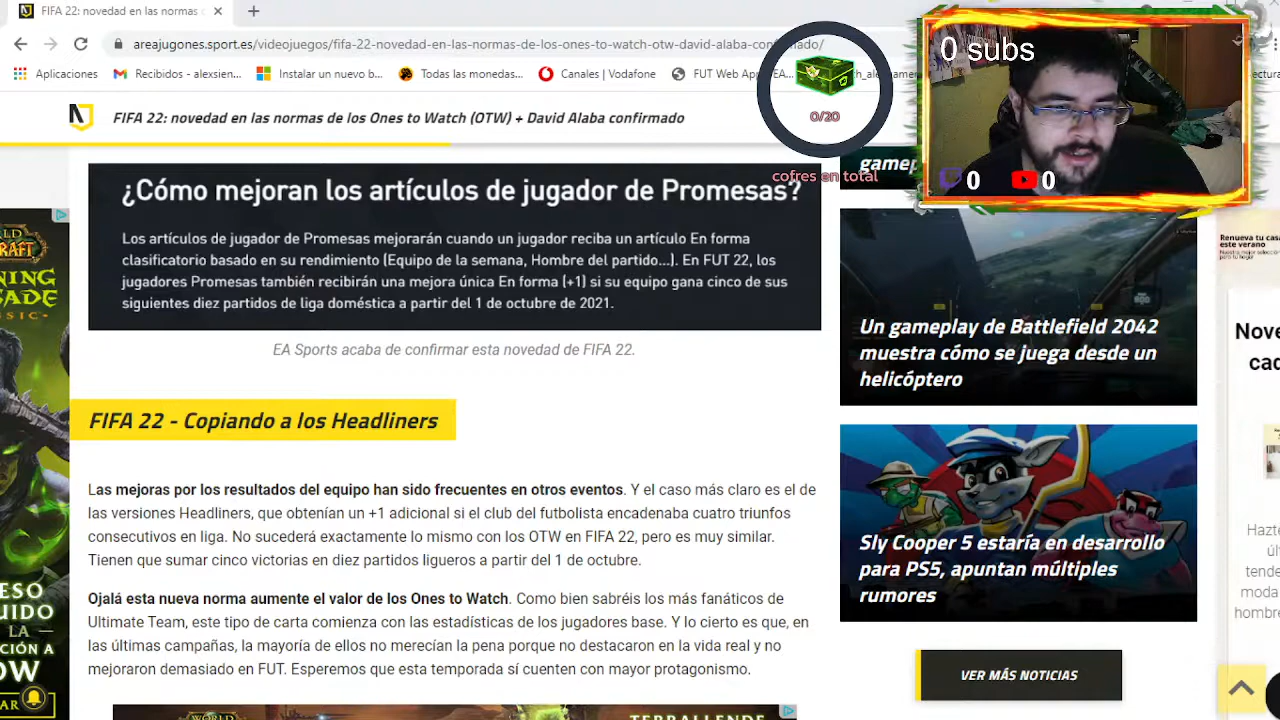 FIFA 22: novedad en las normas
areajugones.sport.es/videojuegos/fifa-22-novedad-en-las-normas-de-los-ones-to-watch-otw-david-alaba-confirmado/
Aplicaciones
Recibidos - alexsien...
Instalar un nuevo b...
Todas las monedas...
Canales | Vodafone
FUT Web App | EA...
0 subs
0/20
cofres en total
0
0
FIFA 22: novedad en las normas de los Ones to Watch (OTW) + David Alaba confirmado
¿Cómo mejoran los artículos de jugador de Promesas?
Los artículos de jugador de Promesas mejorarán cuando un jugador reciba un artículo En forma
clasificatorio basado en su rendimiento (Equipo de la semana, Hombre del partido...). En FUT 22, los
jugadores Promesas también recibirán una mejora única En forma (+1) si su equipo gana cinco de sus
siguientes diez partidos de liga doméstica a partir del 1 de octubre de 2021.
EA Sports acaba de confirmar esta novedad de FIFA 22.
FIFA 22 - Copiando a los Headliners
Las mejoras por los resultados del equipo han sido frecuentes en otros eventos. Y el caso más claro es el de
las versiones Headliners, que obtenían un +1 adicional si el club del futbolista encadenaba cuatro triunfos
consecutivos en liga. No sucederá exactamente lo mismo con los OTW en FIFA 22, pero es muy similar.
Tienen que sumar cinco victorias en diez partidos ligueros a partir del 1 de octubre.
Ojalá esta nueva norma aumente el valor de los Ones to Watch. Como bien sabréis los más fanáticos de
Ultimate Team, este tipo de carta comienza con las estadísticas de los jugadores base. Y lo cierto es que, en
las últimas campañas, la mayoría de ellos no merecían la pena porque no destacaron en la vida real y no
mejoraron demasiado en FUT. Esperemos que esta temporada sí cuenten con mayor protagonismo.
gamep
Un gameplay de Battlefield 2042
muestra cómo se juega desde un
helicóptero
Sly Cooper 5 estaría en desarrollo
para PS5, apuntan múltiples
rumores
VER MÁS NOTICIAS
Renueva tu casa
este verano
Nove
cad
Hazte
últ
tende
moda
hombre
TERRALLENDE